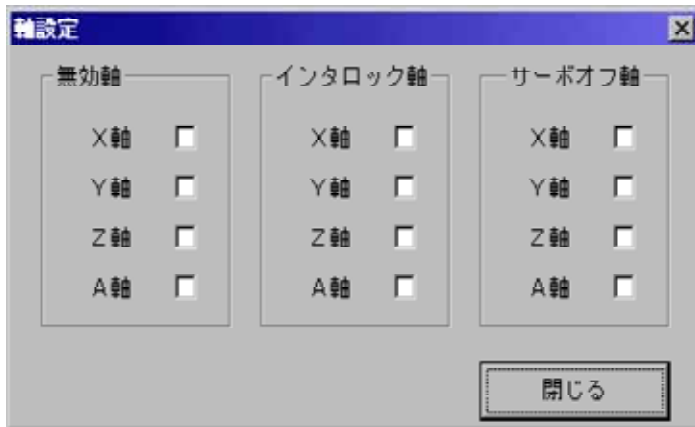 軸設定
無効軸 インタロック軸 サーボオフ軸
X軸 X軸 X軸
Y軸 Y軸 Y軸
Z軸 Z軸 Z軸
A軸 A軸 A軸
閉じる